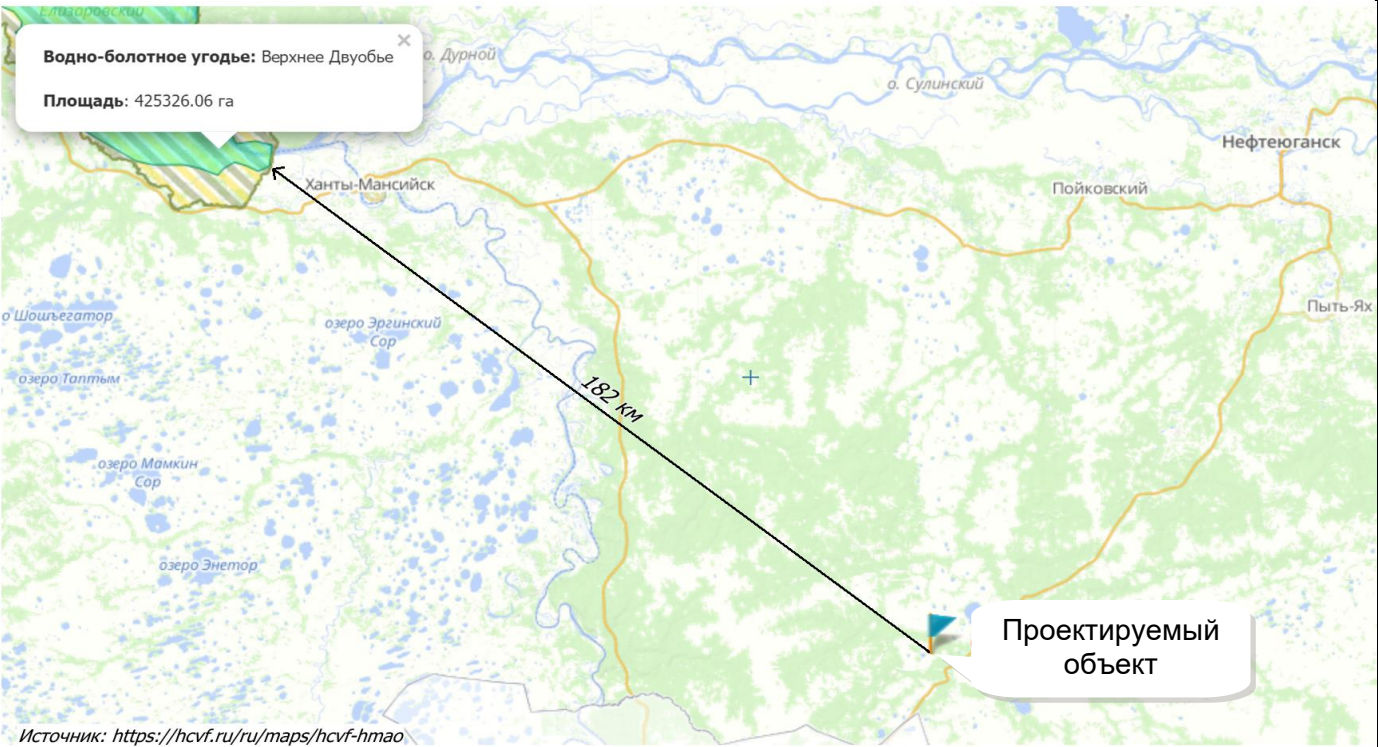 Елизаровский
×
Водно-болотное угодье: Верхнее Двуобье
Площадь: 425326.06 га
о. Дурной
о. Сулинский
Нефтеюганск
Ханты-Мансийск
Пойковский
Пыть-Ях
о Шошъегатор
озеро Эргинский
Сор
озеро Таптым
182 км
озеро Мамкин
Сор
озеро Энетор
Проектируемый
объект
Источник: https://hcvf.ru/ru/maps/hcvf-hmao